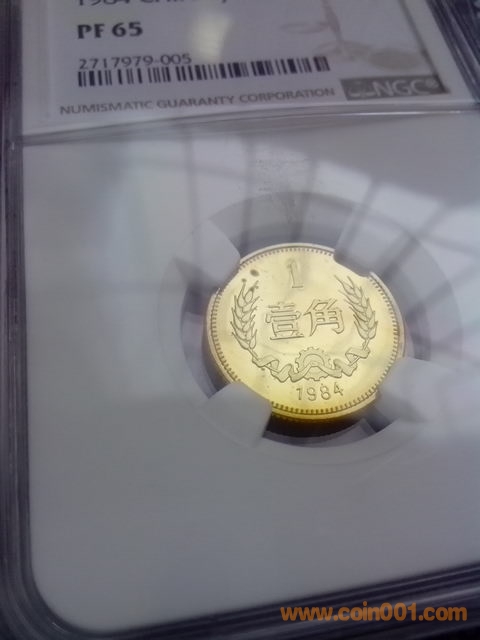 PF 65
2717979-005
NUMISMATIC GUARANTY CORPORATION
NGC
1
壹角
1984
www.coin001.com